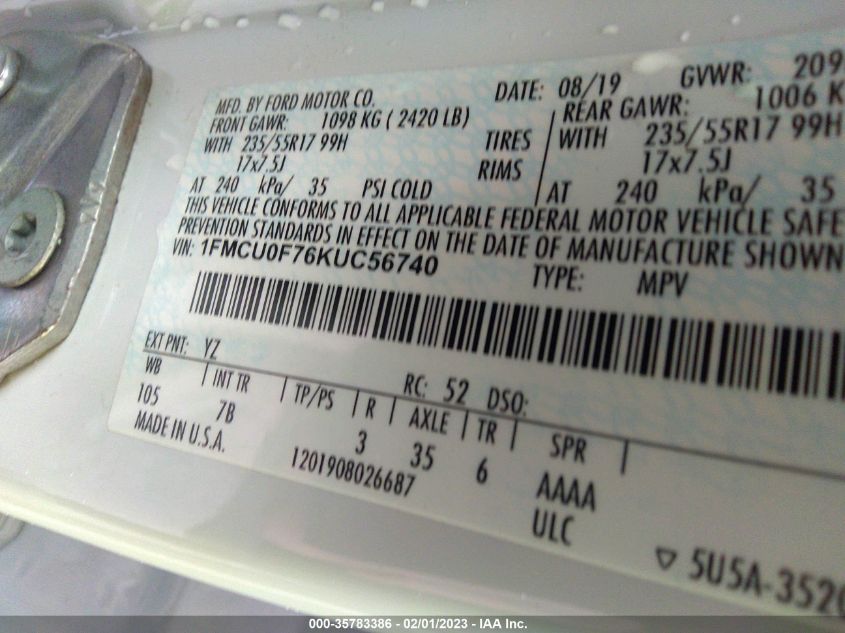 MFD. BY FORD MOTOR CO.
DATE: 08/19 GVWR: 209
FRONT GAWR: 1098 KG ( 2420 LB)
REAR GAWR: 1006 K
WITH 235/55R17 99H TIRES WITH 235/55R17 99H
17x7.5J RIMS 17x7.5J
AT 240 kPa/ 35 PSI COLD AT 240 kPa/ 35
THIS VEHICLE CONFORMS TO ALL APPLICABLE FEDERAL MOTOR VEHICLE SAFE
PREVENTION STANDARDS IN EFFECT ON THE DATE OF MANUFACTURE SHOWN
VIN: 1FMCU0F76KUC56740
TYPE: MPV
EXT PNT: YZ RC: 52 DSO:
WB INT TR TP/PS R AXLE TR SPR
105 7B 3 35 6 AAAA
MADE IN U.S.A. ULC
1201908026687
5U5A-3520
000-35783386 / 02/01/2023 – IAA Inc.